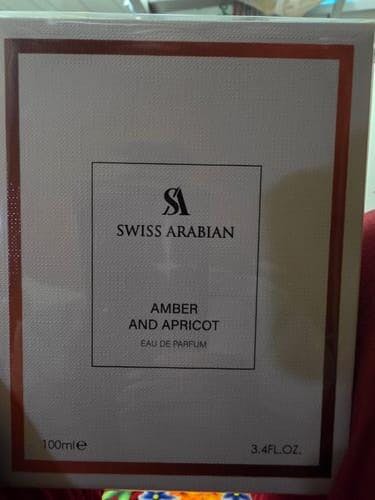 SA
SWISS ARABIAN
AMBER
AND APRICOT
EAU DE PARFUM
100ml℮
3.4FL.OZ.